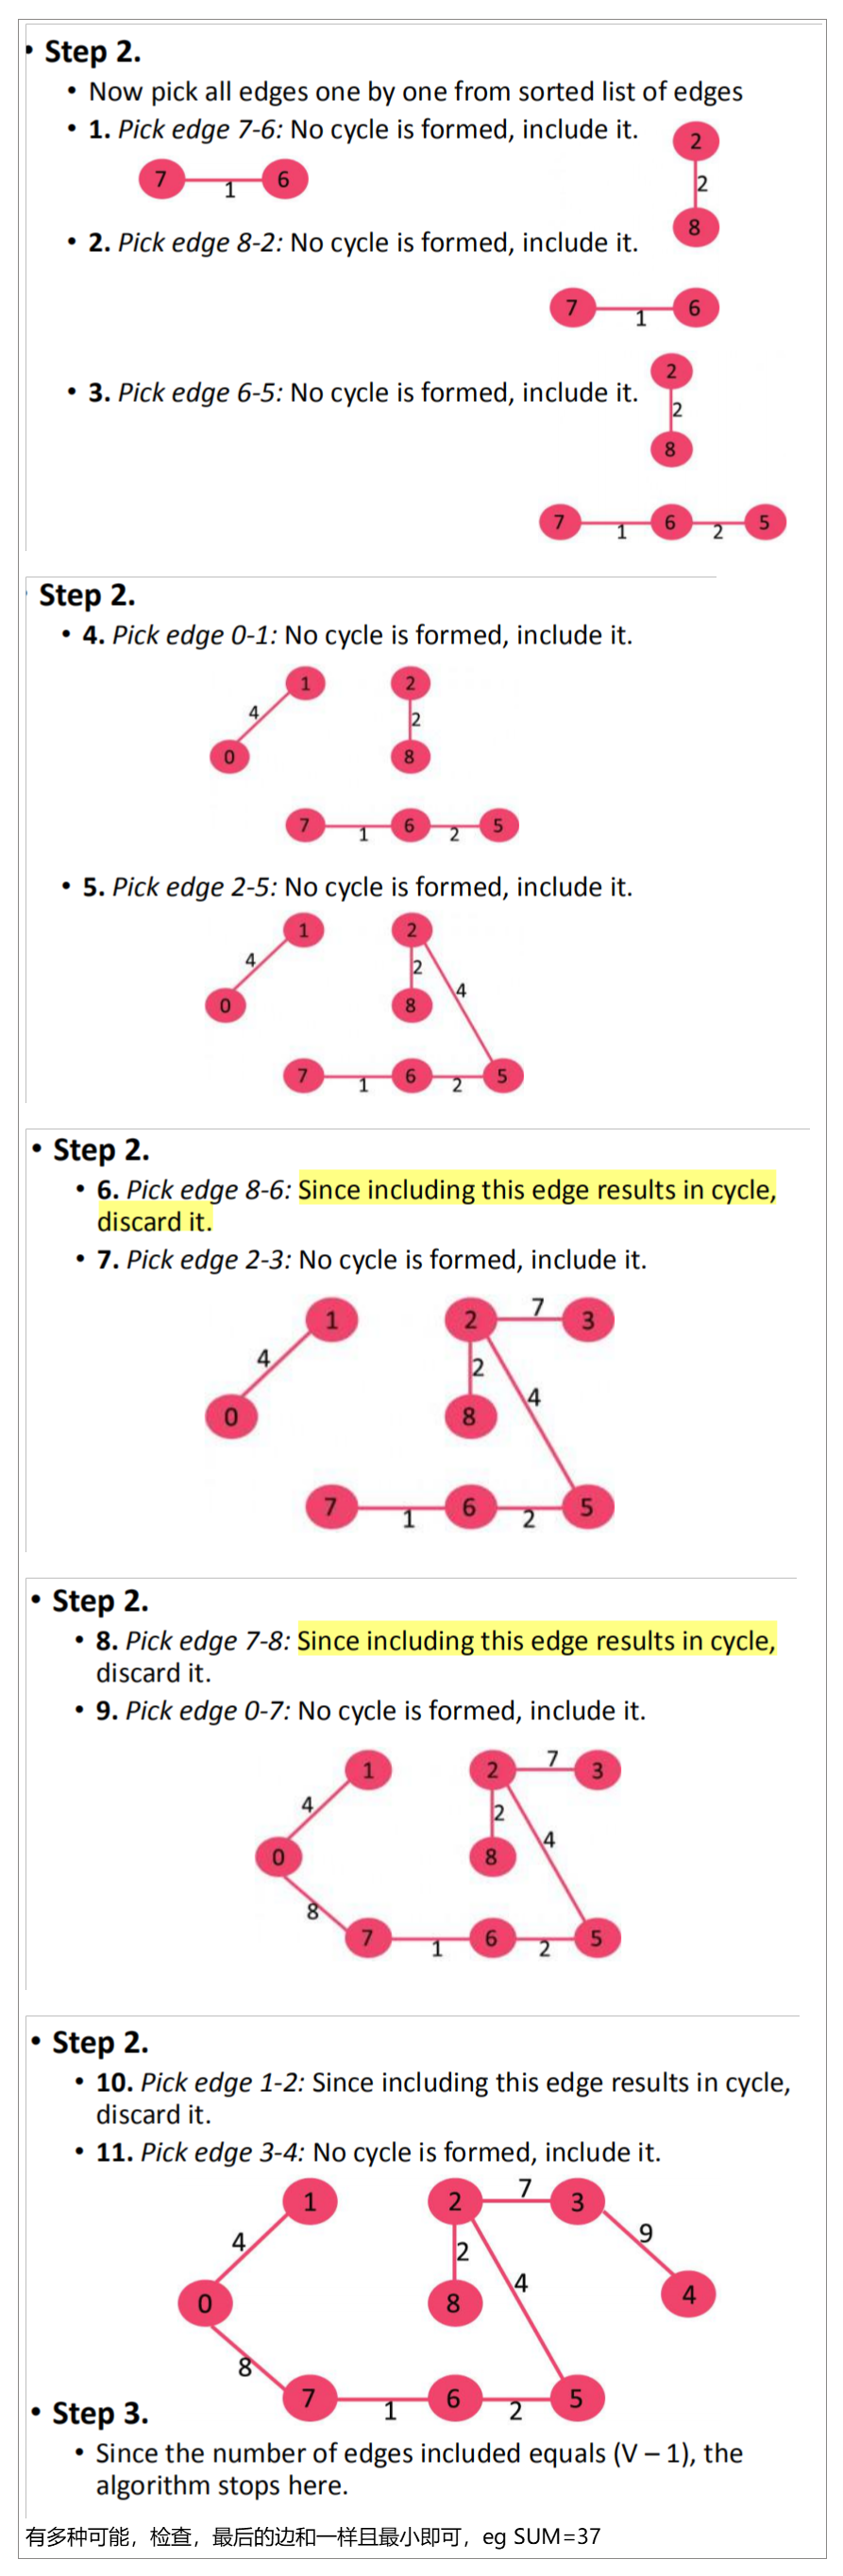 • Step 2.
• Now pick all edges one by one from sorted list of edges
• 1. Pick edge 7-6: No cycle is formed, include it.
7 1 6
2
2
8
• 2. Pick edge 8-2: No cycle is formed, include it.
7 1 6
• 3. Pick edge 6-5: No cycle is formed, include it.
2
2
8
7 1 6 2 5
Step 2.
• 4. Pick edge 0-1: No cycle is formed, include it.
1 2
4 2
0 8
7 1 6 2 5
• 5. Pick edge 2-5: No cycle is formed, include it.
1 2
4 2 4
0 8
7 1 6 2 5
• Step 2.
• 6. Pick edge 8-6: Since including this edge results in cycle,
discard it.
• 7. Pick edge 2-3: No cycle is formed, include it.
1 2 7 3
4 2 4
0 8
7 1 6 2 5
• Step 2.
• 8. Pick edge 7-8: Since including this edge results in cycle,
discard it.
• 9. Pick edge 0-7: No cycle is formed, include it.
1 2 7 3
4 2 4
0 8
8
7 1 6 2 5
• Step 2.
• 10. Pick edge 1-2: Since including this edge results in cycle,
discard it.
• 11. Pick edge 3-4: No cycle is formed, include it.
1 2 7 3
4 2 4 9
0 8 4
8
7 1 6 2 5
• Step 3.
• Since the number of edges included equals (V – 1), the
algorithm stops here.
有多种可能，检查，最后的边和一样且最小即可，eg SUM=37